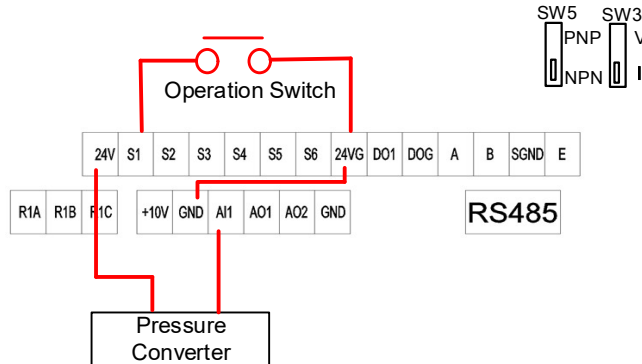 SW5 SW3
PNP V
NPN I
Operation Switch
24V S1 S2 S3 S4 S5 S6 24VG DO1 DOG A B SGND E
R1A R1B R1C +10V GND AI1 AO1 AO2 GND RS485
Pressure
Converter